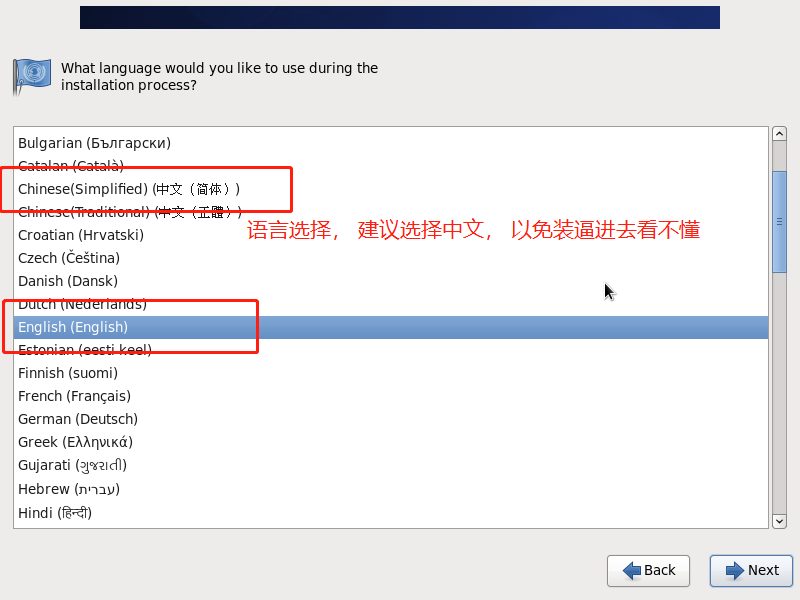 What language would you like to use during the
installation process?
Bulgarian (Български)
Catalan (Català)
Chinese(Simplified) (中文（简体）)
Chinese(Traditional) (中文（正體）)
语言选择， 建议选择中文， 以免装逼进去看不懂
Croatian (Hrvatski)
Czech (Čeština)
Danish (Dansk)
Dutch (Nederlands)
English (English)
Estonian (eesti keel)
Finnish (suomi)
French (Français)
German (Deutsch)
Greek (Ελληνικά)
Gujarati (ગુજરાતી)
Hebrew (עברית)
Hindi (हिन्दी)
Back
Next